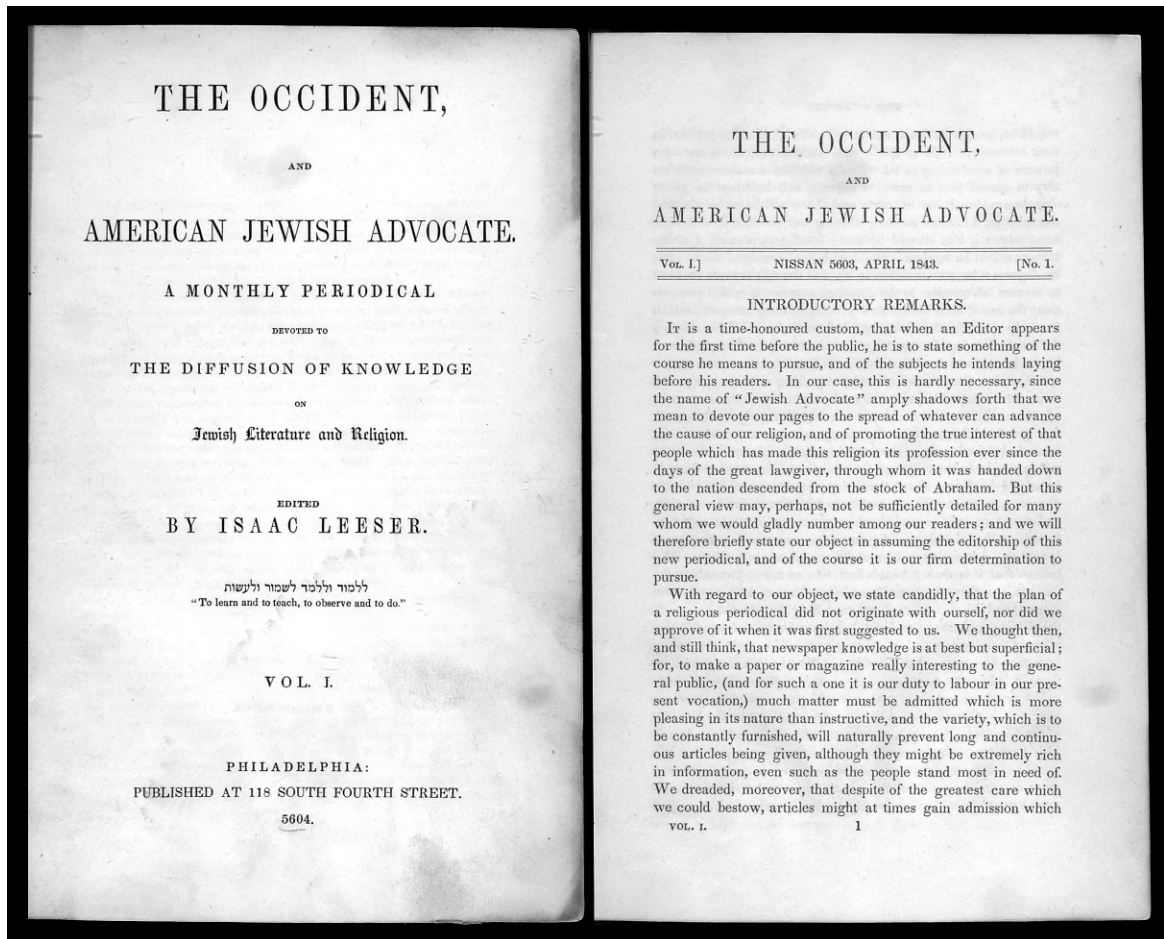 THE OCCIDENT,
AND
AMERICAN JEWISH ADVOCATE.
A MONTHLY PERIODICAL
DEVOTED TO
THE DIFFUSION OF KNOWLEDGE
ON
Jewish Literature and Religion.
EDITED
BY ISAAC LEESER.
ללמוד וללמד לשמור ולעשות
"To learn and to teach, to observe and to do."
VOL. I.
PHILADELPHIA:
PUBLISHED AT 118 SOUTH FOURTH STREET.
5604.
THE OCCIDENT,
AND
AMERICAN JEWISH ADVOCATE.
VOL. I.] NISSAN 5603, APRIL 1843. [No. 1.
INTRODUCTORY REMARKS.
IT is a time-honoured custom, that when an Editor appears
for the first time before the public, he is to state something of the
course he means to pursue, and of the subjects he intends laying
before his readers. In our case, this is hardly necessary, since
the name of "Jewish Advocate" amply shadows forth that we
mean to devote our pages to the spread of whatever can advance
the cause of our religion, and of promoting the true interest of that
people which has made this religion its profession ever since the
days of the great lawgiver, through whom it was handed down
to the nation descended from the stock of Abraham. But this
general view may, perhaps, not be sufficiently detailed for many
whom we would gladly number among our readers; and we will
therefore briefly state our object in assuming the editorship of this
new periodical, and of the course it is our firm determination to
pursue.
With regard to our object, we state candidly, that the plan of
a religious periodical did not originate with ourself, nor did we
approve of it when it was first suggested to us. We thought then,
and still think, that newspaper knowledge is at best but superficial;
for, to make a paper or magazine really interesting to the gene-
ral public, (and for such a one it is our duty to labour in our pre-
sent vocation,) much matter must be admitted which is more
pleasing in its nature than instructive, and the variety, which is to
be constantly furnished, will naturally prevent long and continu-
ous articles being given, although they might be extremely rich
in information, even such as the people stand most in need of.
We dreaded, moreover, that despite of the greatest care which
we could bestow, articles might at times gain admission which
VOL. I. 1